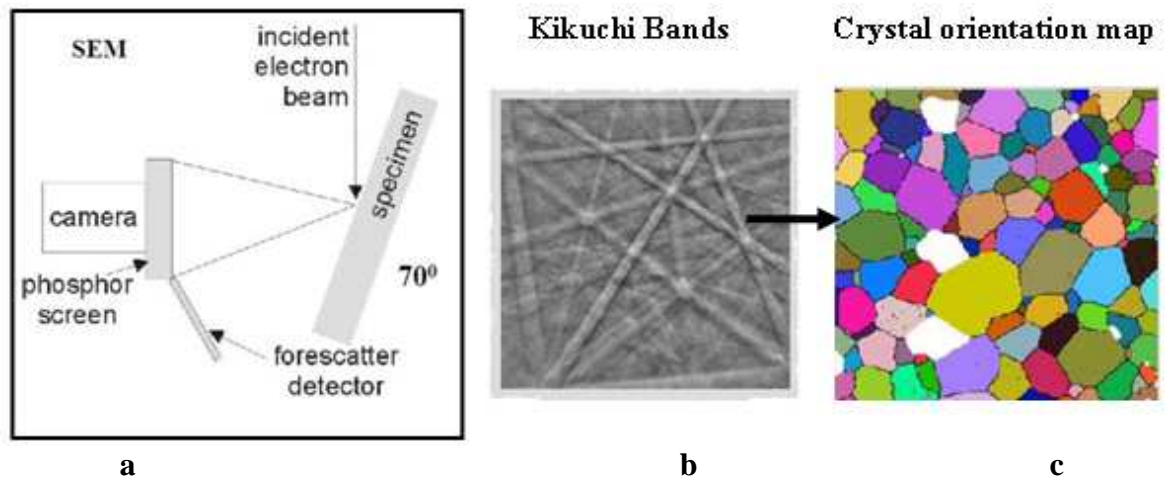 SEM
incident
electron
beam
specimen
camera
phosphor
screen
70⁰
forescatter
detector
Kikuchi Bands
Crystal orientation map
a
b
c